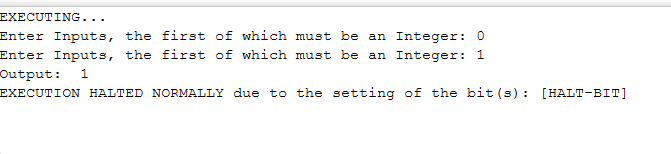 EXECUTING...
Enter Inputs, the first of which must be an Integer: 0
Enter Inputs, the first of which must be an Integer: 1
Output:  1
EXECUTION HALTED NORMALLY due to the setting of the bit(s): [HALT-BIT]